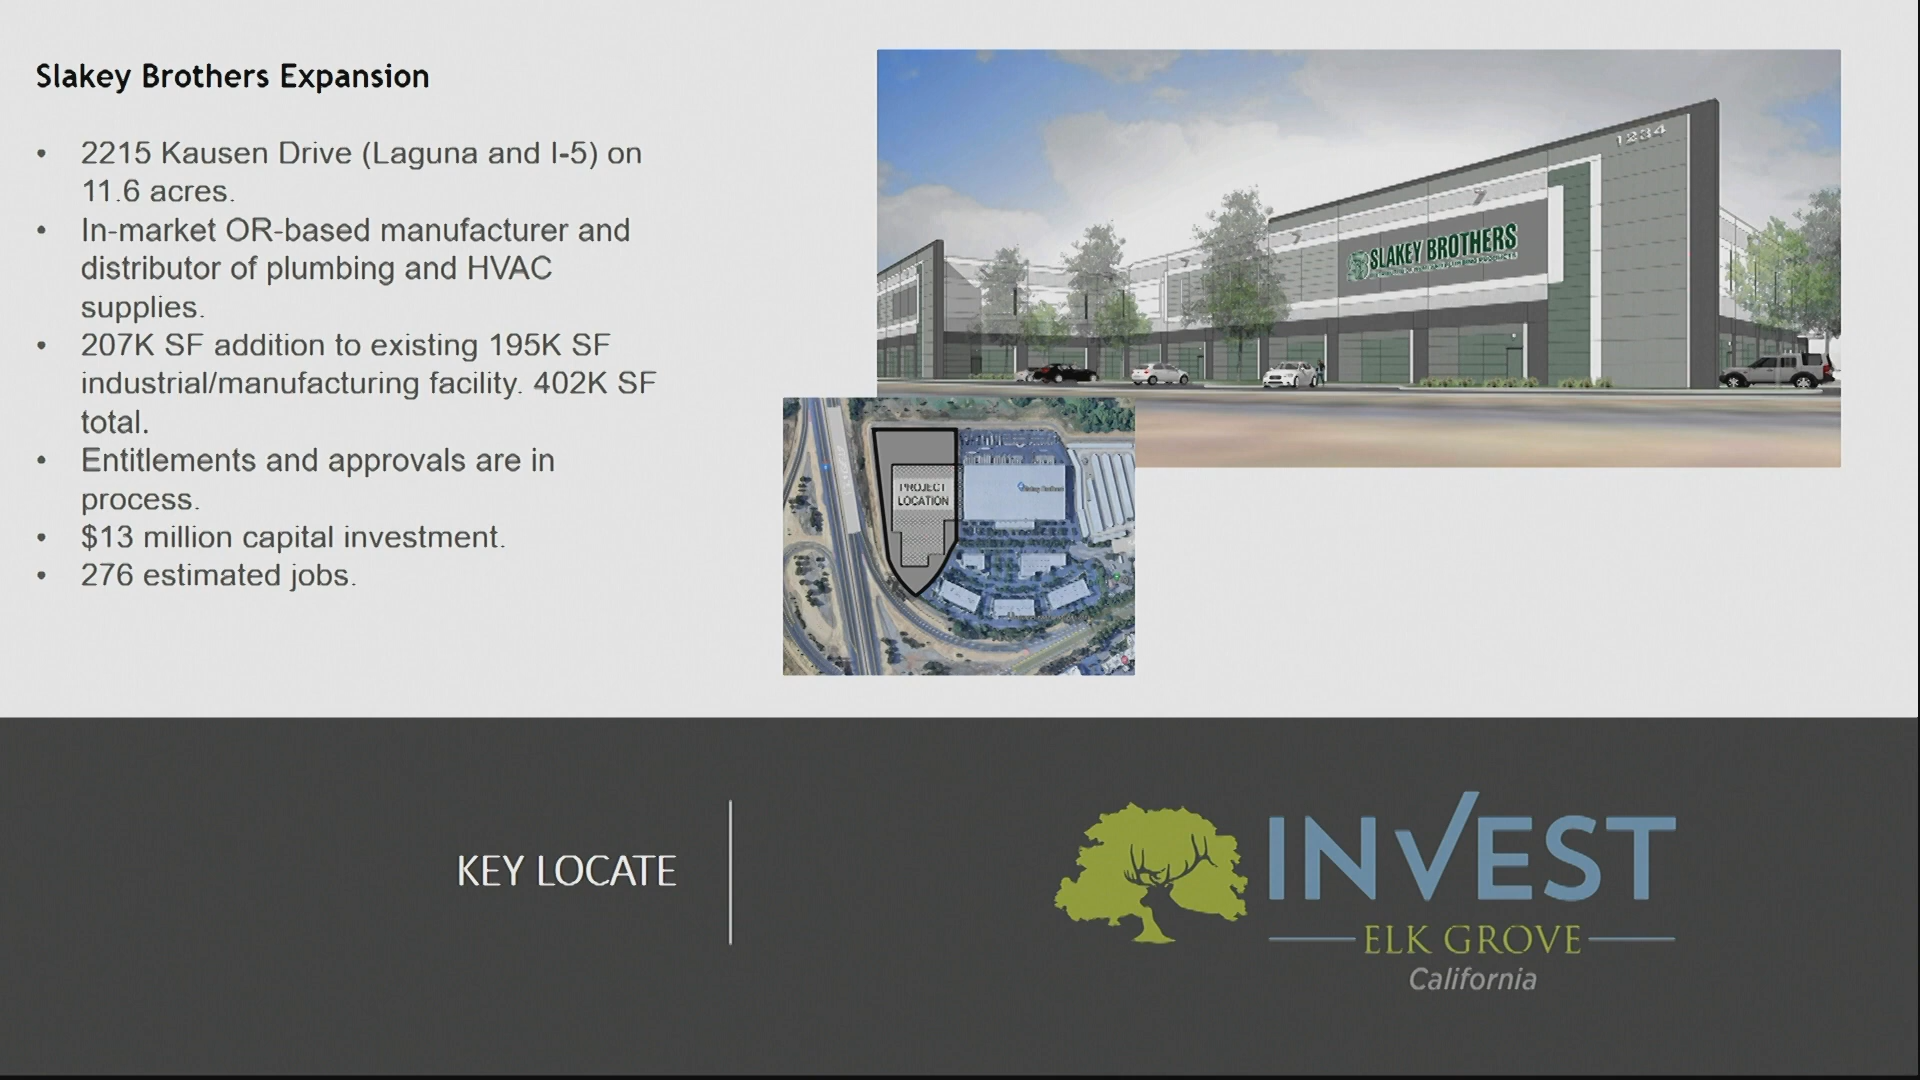 Slakey Brothers Expansion
• 2215 Kausen Drive (Laguna and I-5) on
11.6 acres.
• In-market OR-based manufacturer and
distributor of plumbing and HVAC
supplies.
• 207K SF addition to existing 195K SF
industrial/manufacturing facility. 402K SF
total.
• Entitlements and approvals are in
process.
• $13 million capital investment.
• 276 estimated jobs.
1234
SLAKEY BROTHERS
PROJECT
LOCATION
KEY LOCATE
INVEST
ELK GROVE
California